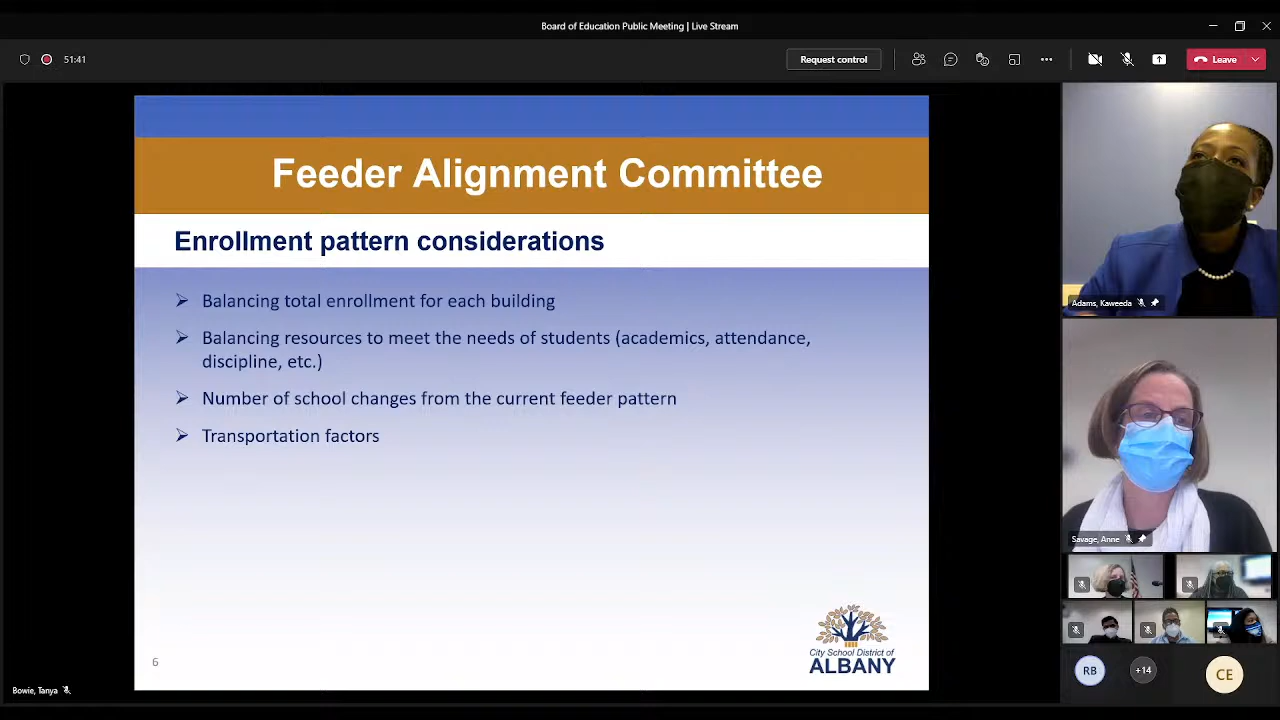 Board of Education Public Meeting | Live Stream
51:41
Request control
Leave
Feeder Alignment Committee
Enrollment pattern considerations
Balancing total enrollment for each building
Balancing resources to meet the needs of students (academics, attendance,
discipline, etc.)
Number of school changes from the current feeder pattern
Transportation factors
City School District of
ALBANY
6
Bowie, Tanya
Adams, Kaweeda
Savage, Anne
RB
+14
CE